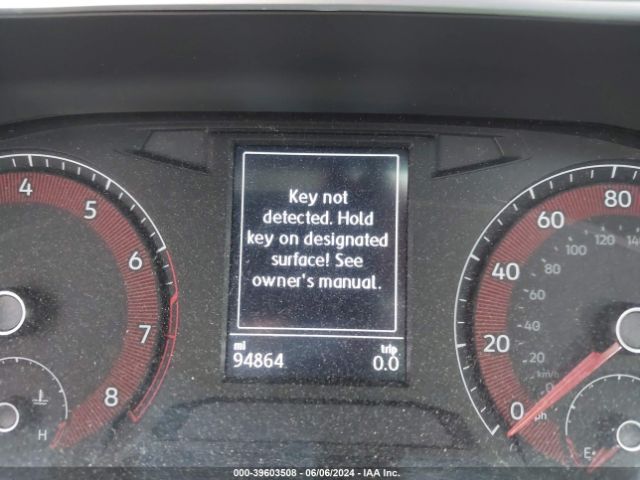 Key not
detected. Hold
key on designated
surface! See
owner's manual.
mi trip
94864 0.0
4
5
6
7
8
H
0
20
40
60
80
0
20
40
60
80
100
120
km/h
E
000-39603508 - 06/06/2024 - IAA Inc.